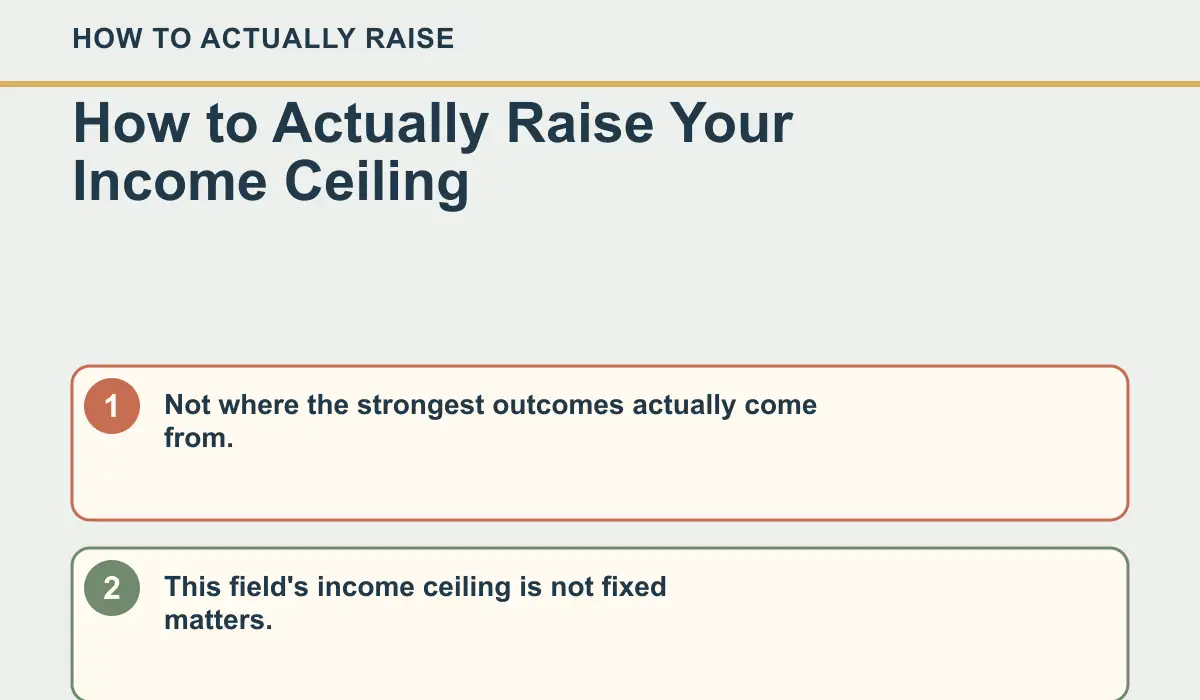 HOW TO ACTUALLY RAISE
How to Actually Raise Your
Income Ceiling
1
Not where the strongest outcomes actually come
from.
2
This field's income ceiling is not fixed
matters.